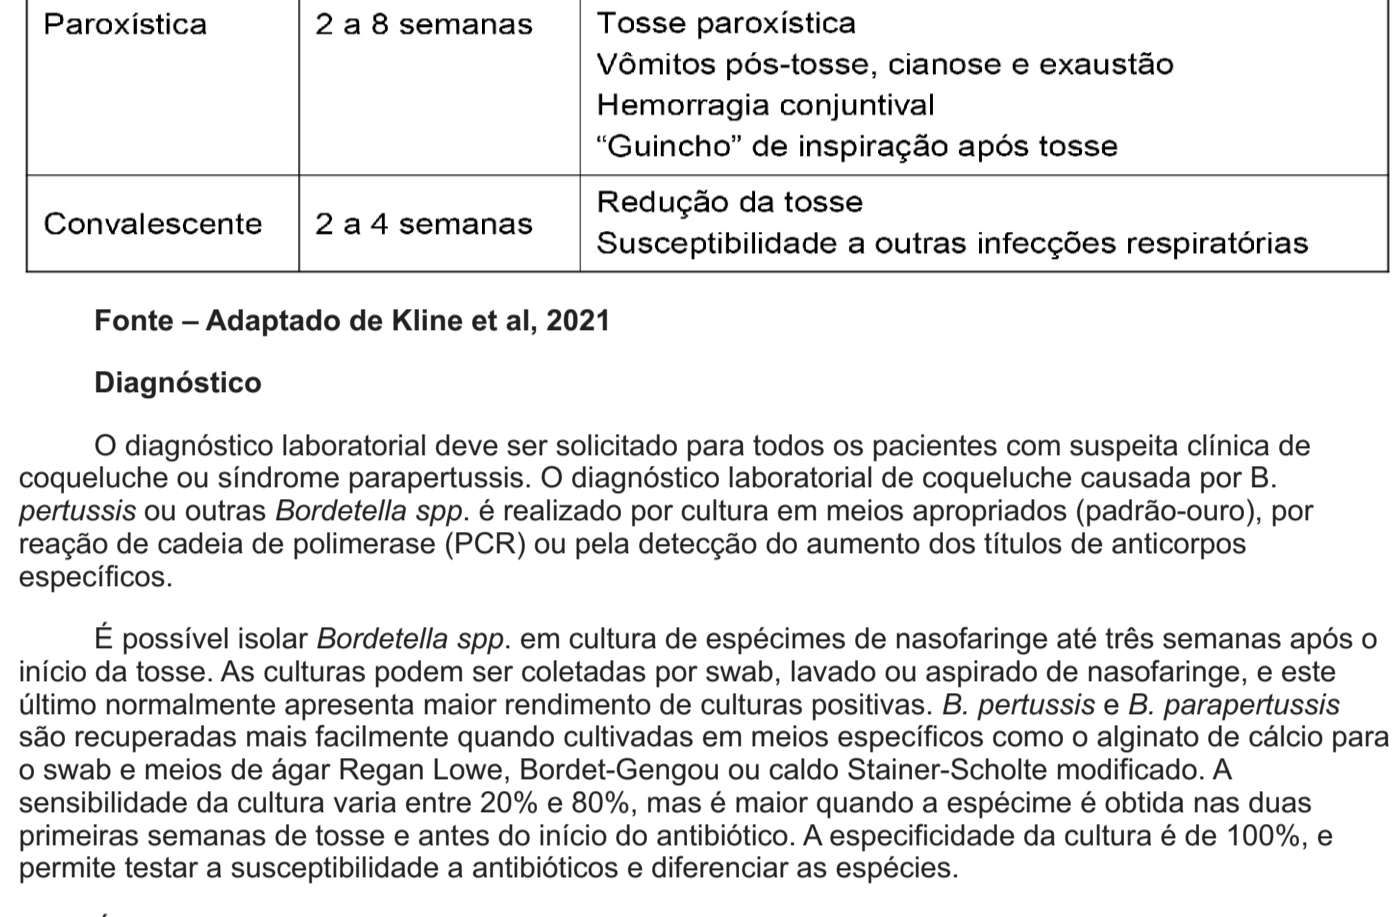 Paroxística
2 a 8 semanas
Tosse paroxística
Vômitos pós-tosse, cianose e exaustão
Hemorragia conjuntival
“Guincho” de inspiração após tosse
Convalescente
2 a 4 semanas
Redução da tosse
Susceptibilidade a outras infecções respiratórias
Fonte – Adaptado de Kline et al, 2021
Diagnóstico
O diagnóstico laboratorial deve ser solicitado para todos os pacientes com suspeita clínica de
coqueluche ou síndrome parapertussis. O diagnóstico laboratorial de coqueluche causada por B.
pertussis ou outras Bordetella spp. é realizado por cultura em meios apropriados (padrão-ouro), por
reação de cadeia de polimerase (PCR) ou pela detecção do aumento dos títulos de anticorpos
específicos.
É possível isolar Bordetella spp. em cultura de espécimes de nasofaringe até três semanas após o
início da tosse. As culturas podem ser coletadas por swab, lavado ou aspirado de nasofaringe, e este
último normalmente apresenta maior rendimento de culturas positivas. B. pertussis e B. parapertussis
são recuperadas mais facilmente quando cultivadas em meios específicos como o alginato de cálcio para
o swab e meios de ágar Regan Lowe, Bordet-Gengou ou caldo Stainer-Scholte modificado. A
sensibilidade da cultura varia entre 20% e 80%, mas é maior quando a espécime é obtida nas duas
primeiras semanas de tosse e antes do início do antibiótico. A especificidade da cultura é de 100%, e
permite testar a susceptibilidade a antibióticos e diferenciar as espécies.